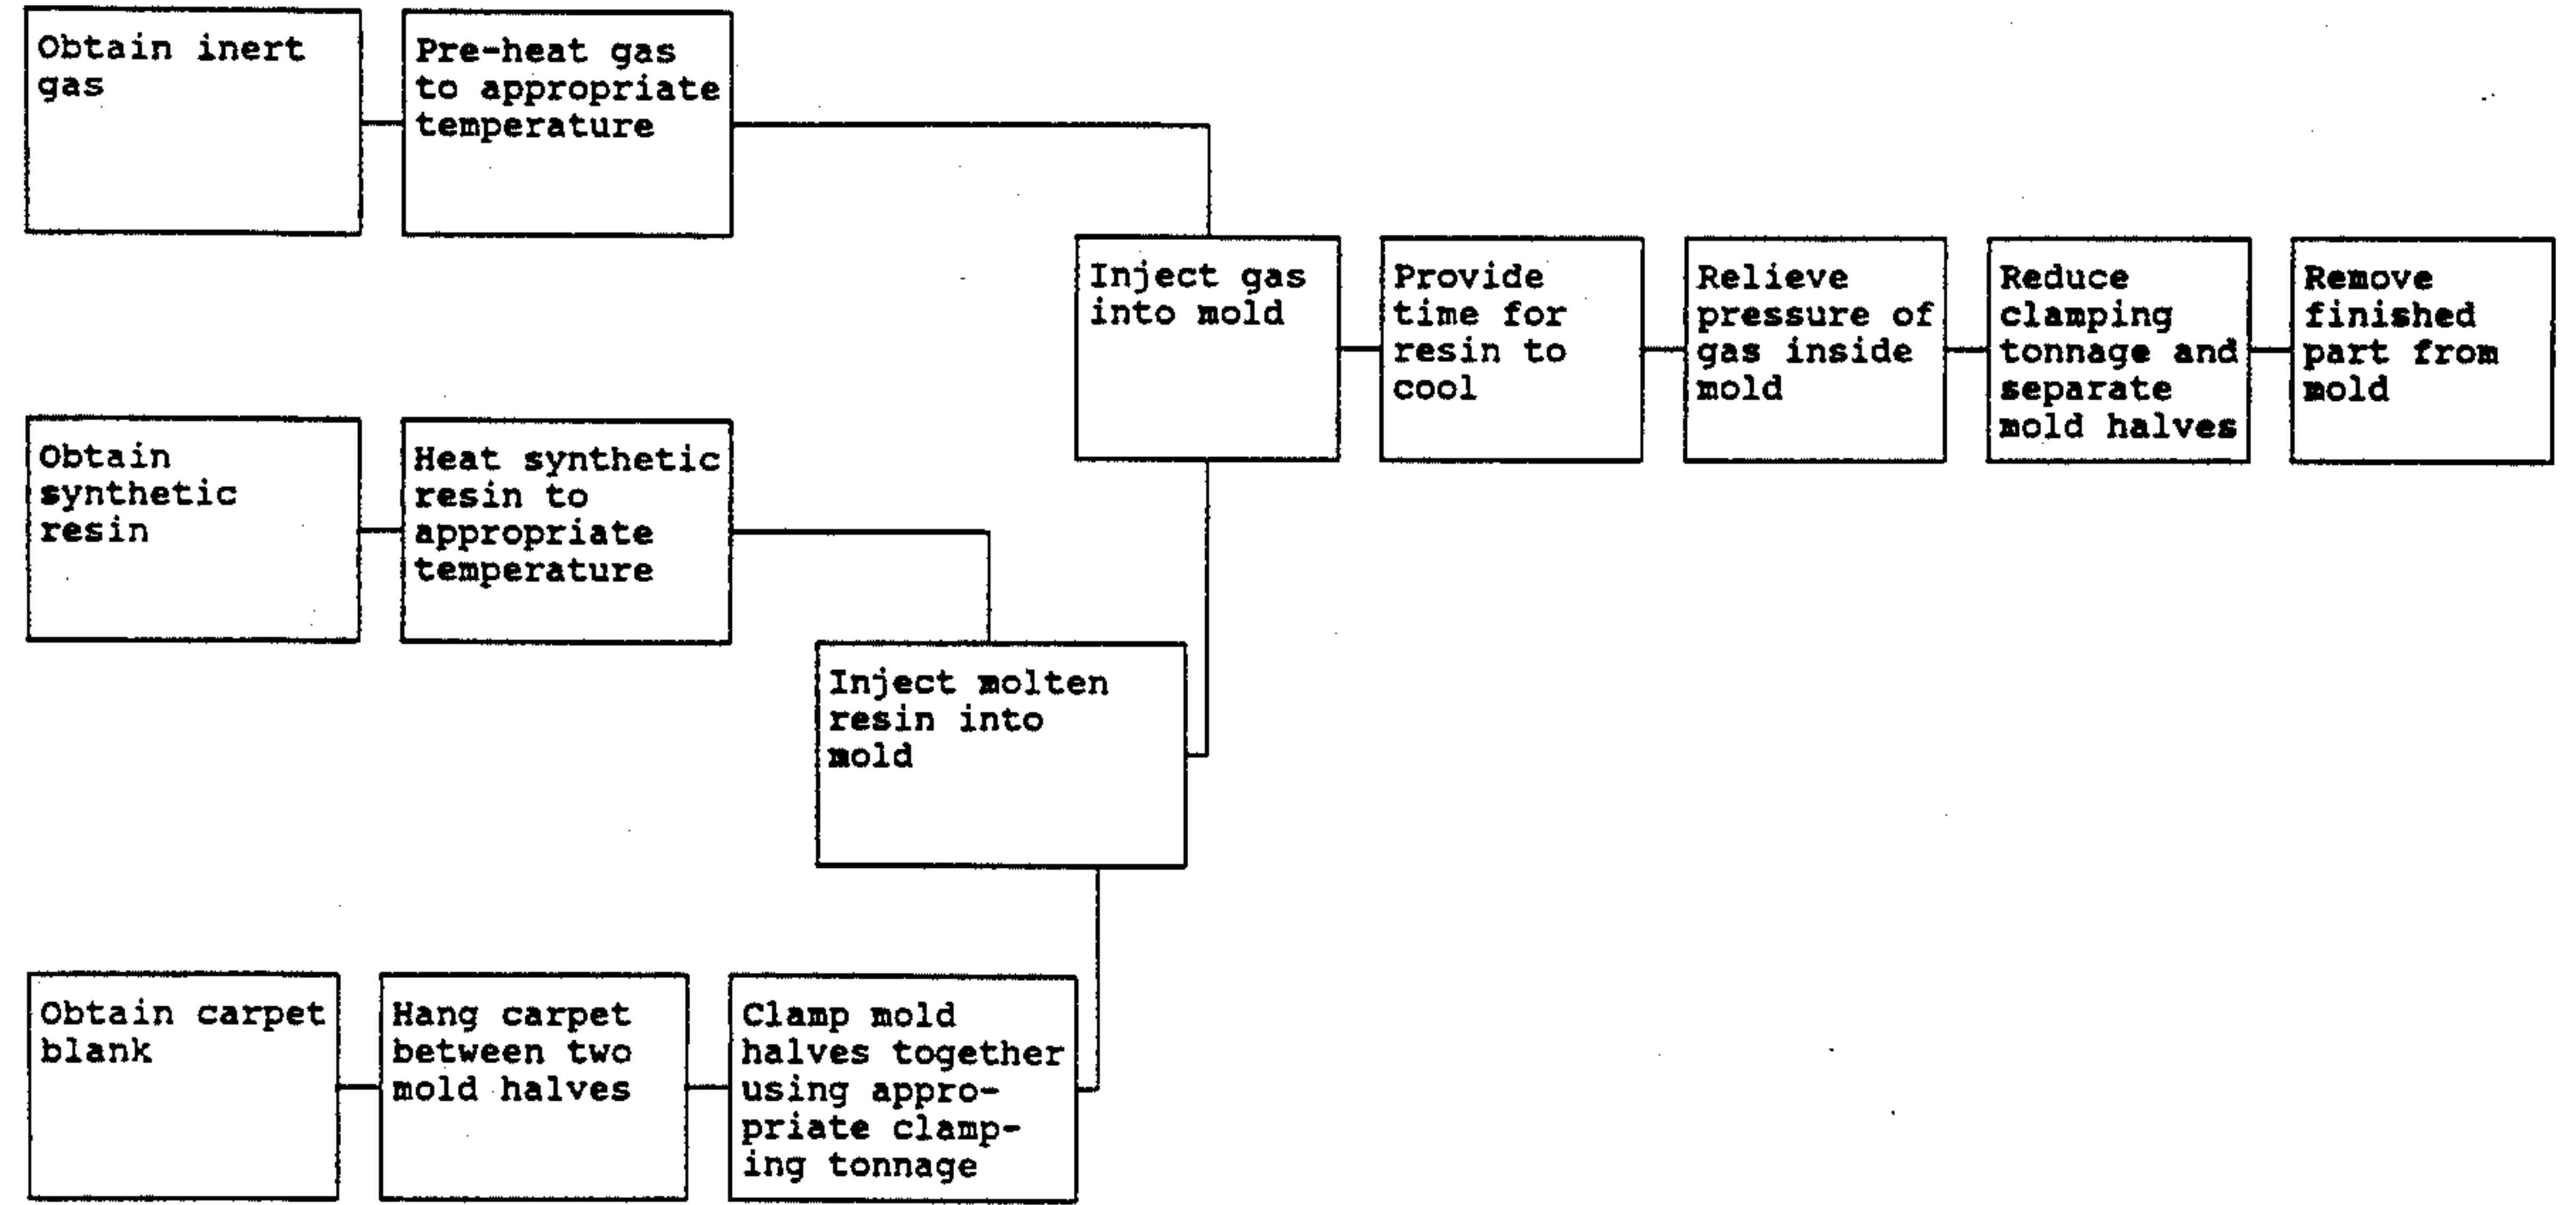 Obtain inert
gas
Pre-heat gas
to appropriate
temperature
Inject gas
into mold
Provide
time for
resin to
cool
Relieve
pressure of
gas inside
mold
Reduce
clamping
tonnage and
separate
mold halves
Remove
finished
part from
mold
Obtain
synthetic
resin
Heat synthetic
resin to
appropriate
temperature
Inject molten
resin into
mold
Obtain carpet
blank
Hang carpet
between two
mold halves
Clamp mold
halves together
using appro-
priate clamp-
ing tonnage